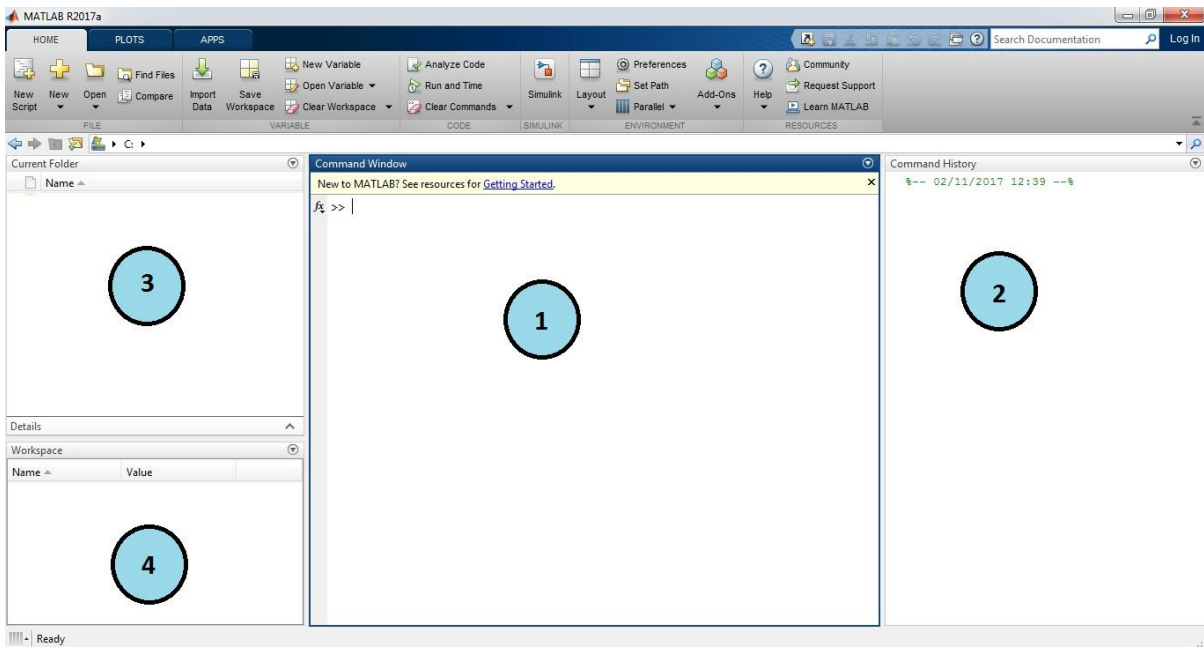 MATLAB R2017a
HOME PLOTS APPS
Search Documentation
Log In
New Script
New
Open
Find Files
Compare
FILE
Import Data
Save Workspace
New Variable
Open Variable
Clear Workspace
VARIABLE
Analyze Code
Run and Time
Clear Commands
CODE
Simulink
SIMULINK
Layout
Preferences
Set Path
Parallel
Add-Ons
ENVIRONMENT
Help
Community
Request Support
Learn MATLAB
RESOURCES
C:
Current Folder
Name
3
Details
Workspace
Name Value
4
Command Window
New to MATLAB? See resources for Getting Started.
fx >>
1
Command History
%-- 02/11/2017 12:39 --%
2
Ready